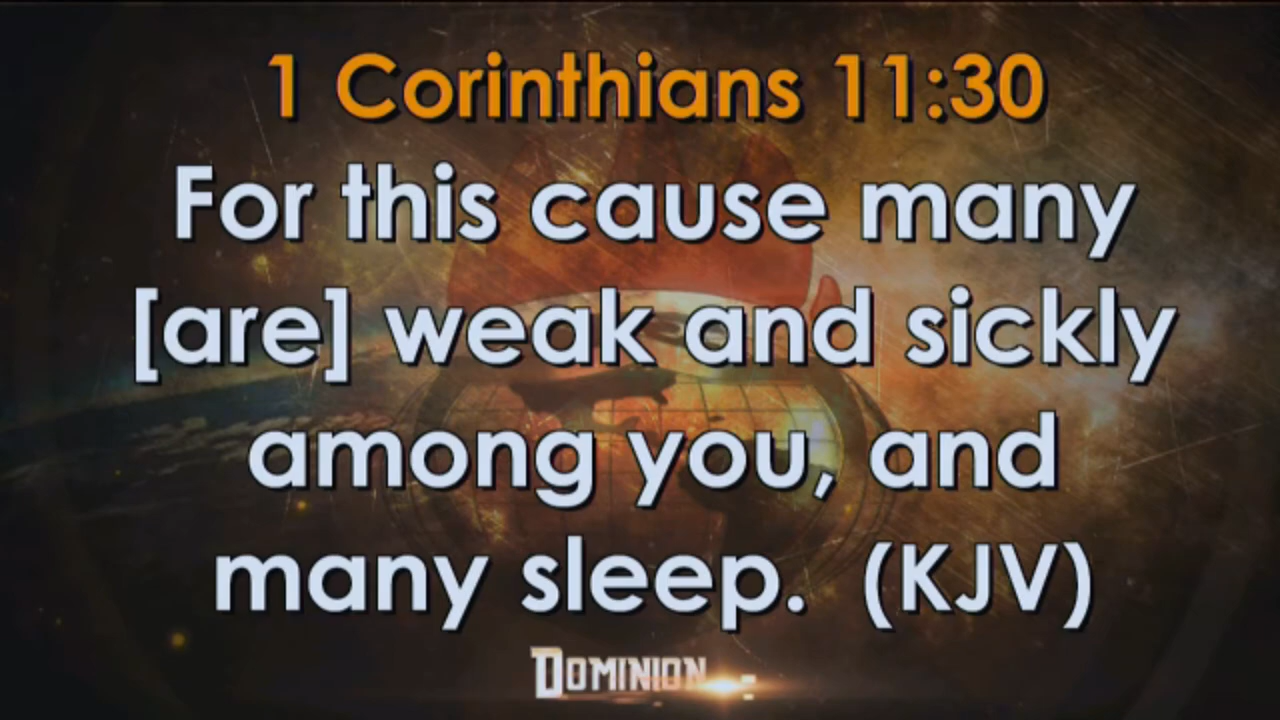 1 Corinthians 11:30
For this cause many
[are] weak and sickly
among you, and
many sleep. (KJV)
DOMINION